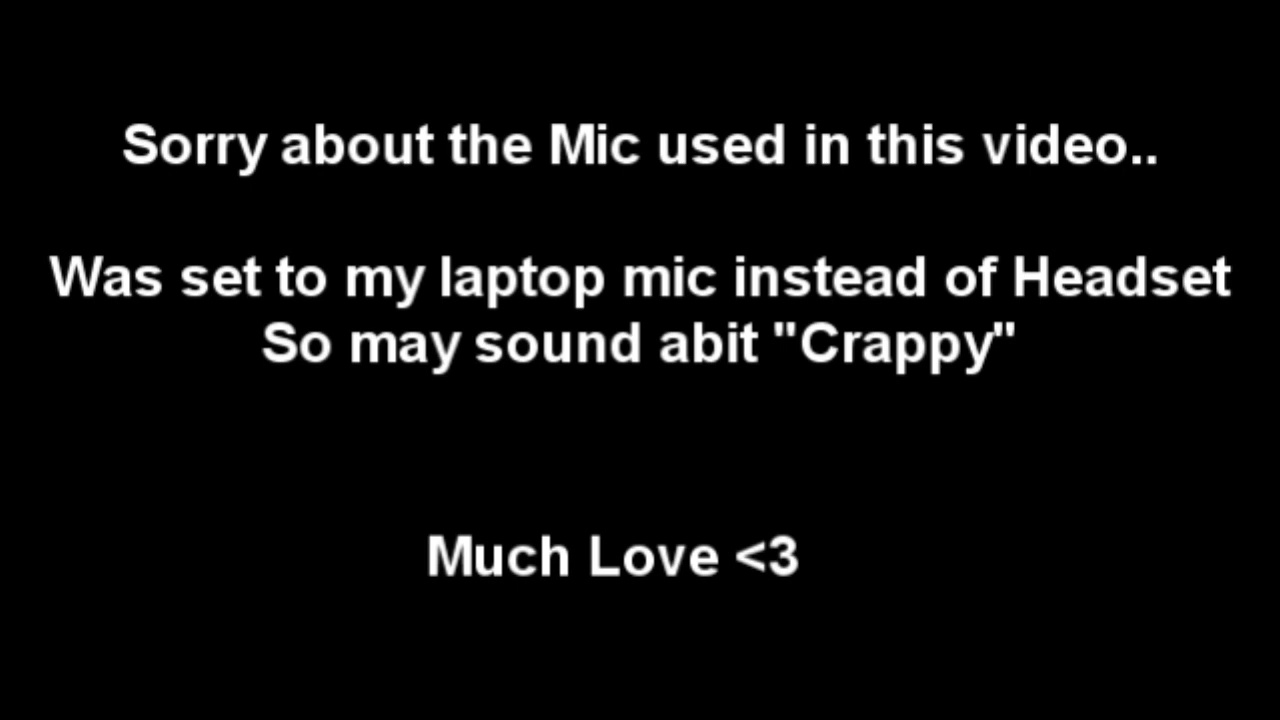 Sorry about the Mic used in this video..
Was set to my laptop mic instead of Headset
So may sound abit "Crappy"
Much Love <3